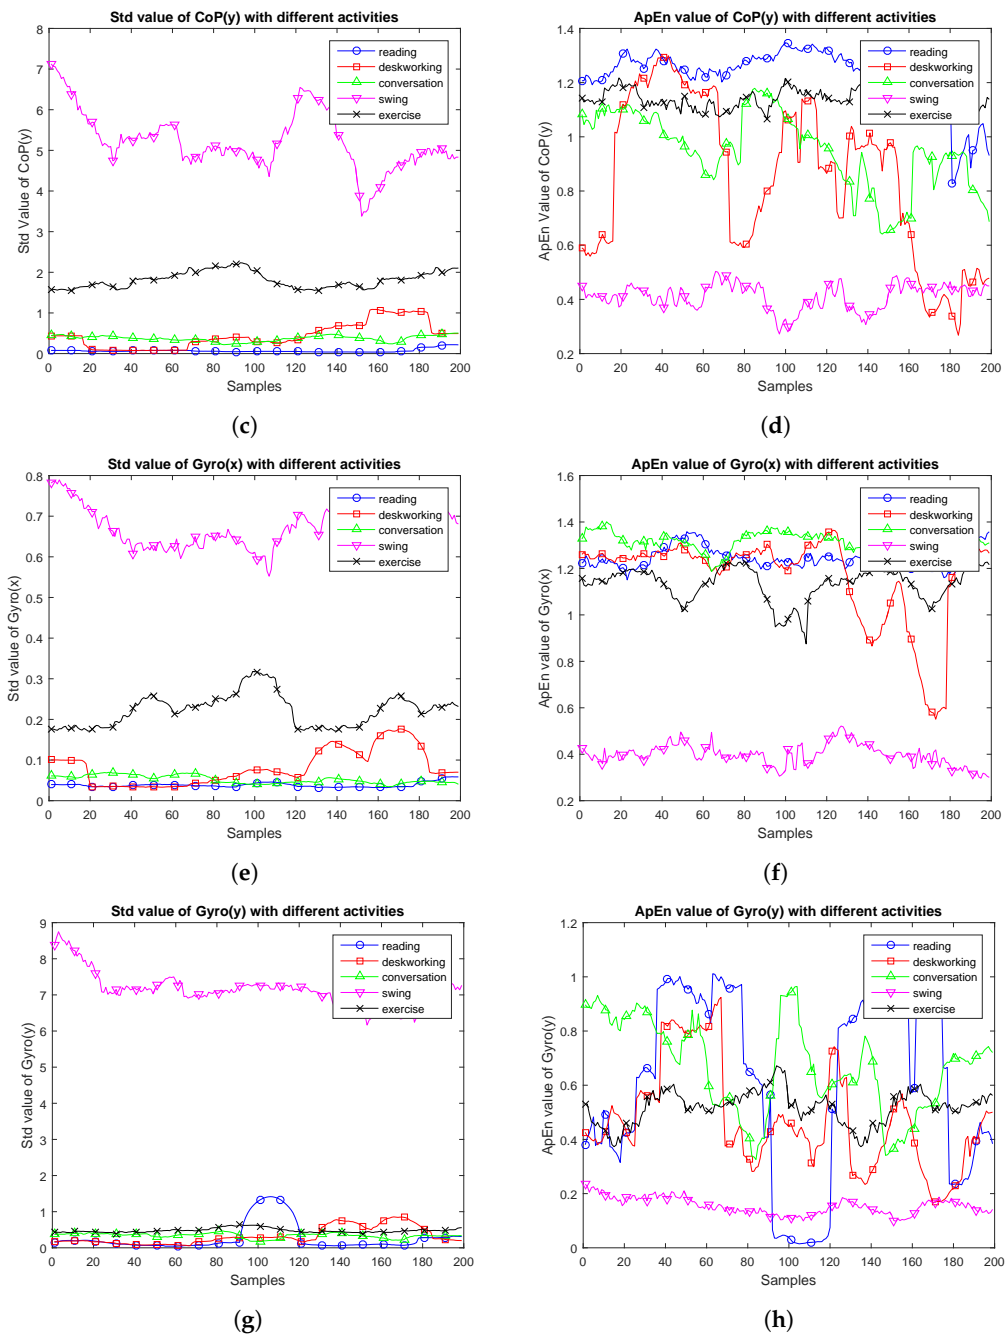 Std value of CoP(y) with different activities
8
7
6
5
4
3
2
1
0
Std Value of CoP(y)
reading
deskworking
conversation
swing
exercise
0 20 40 60 80 100 120 140 160 180 200
Samples
(c)
ApEn Value of CoP(y) with different activities
1.4
1.2
1
0.8
0.6
0.4
0.2
ApEn Value of CoP(y)
reading
deskworking
conversation
swing
exercise
0 20 40 60 80 100 120 140 160 180 200
Samples
(d)
Std value of Gyro(x) with different activities
0.8
0.7
0.6
0.5
0.4
0.3
0.2
0.1
0
Std value of Gyro(x)
reading
deskworking
conversation
swing
exercise
0 20 40 60 80 100 120 140 160 180 200
Samples
(e)
ApEn value of Gyro(x) with different activities
1.6
1.4
1.2
1
0.8
0.6
0.4
0.2
ApEn value of Gyro(x)
reading
deskworking
conversation
swing
exercise
0 20 40 60 80 100 120 140 160 180 200
Samples
(f)
Std value of Gyro(y) with different activities
9
8
7
6
5
4
3
2
1
0
Std value of Gyro(y)
reading
deskworking
conversation
swing
exercise
0 20 40 60 80 100 120 140 160 180 200
Samples
(g)
ApEn value of Gyro(y) with different activities
1.2
1
0.8
0.6
0.4
0.2
0
ApEn value of Gyro(y)
reading
deskworking
conversation
swing
exercise
0 20 40 60 80 100 120 140 160 180 200
Samples
(h)